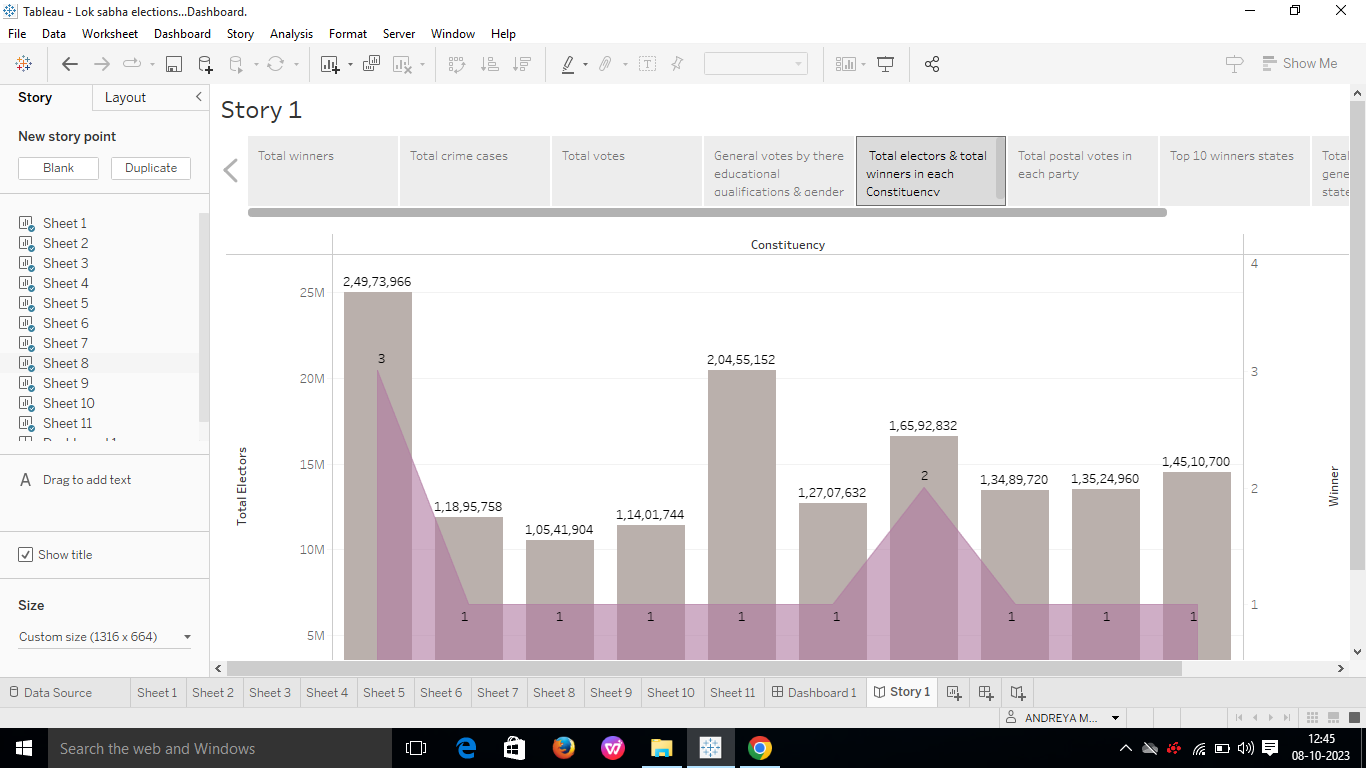 Tableau - Lok sabha elections...Dashboard.
File Data Worksheet Dashboard Story Analysis Format Server Window Help
Show Me
Story Layout
New story point
Blank Duplicate
Sheet 1
Sheet 2
Sheet 3
Sheet 4
Sheet 5
Sheet 6
Sheet 7
Sheet 8
Sheet 9
Sheet 10
Sheet 11
A Drag to add text
Show title
Size
Custom size (1316 x 664)
Story 1
Total winners
Total crime cases
Total votes
General votes by there
educational
qualifications & gender
Total electors & total
winners in each
Constituency
Total postal votes in
each party
Top 10 winners states
Total
gene
state
Constituency
Total Electors
25M
20M
15M
10M
5M
2,49,73,966
1,18,95,758
1,05,41,904
1,14,01,744
2,04,55,152
1,27,07,632
1,65,92,832
1,34,89,720
1,35,24,960
1,45,10,700
3
1
1
1
1
1
2
1
1
1
4
3
2
1
Winner
Data Source Sheet 1 Sheet 2 Sheet 3 Sheet 4 Sheet 5 Sheet 6 Sheet 7 Sheet 8 Sheet 9 Sheet 10 Sheet 11 Dashboard 1 Story 1
ANDREYA M...
Search the web and Windows
12:45
08-10-2023